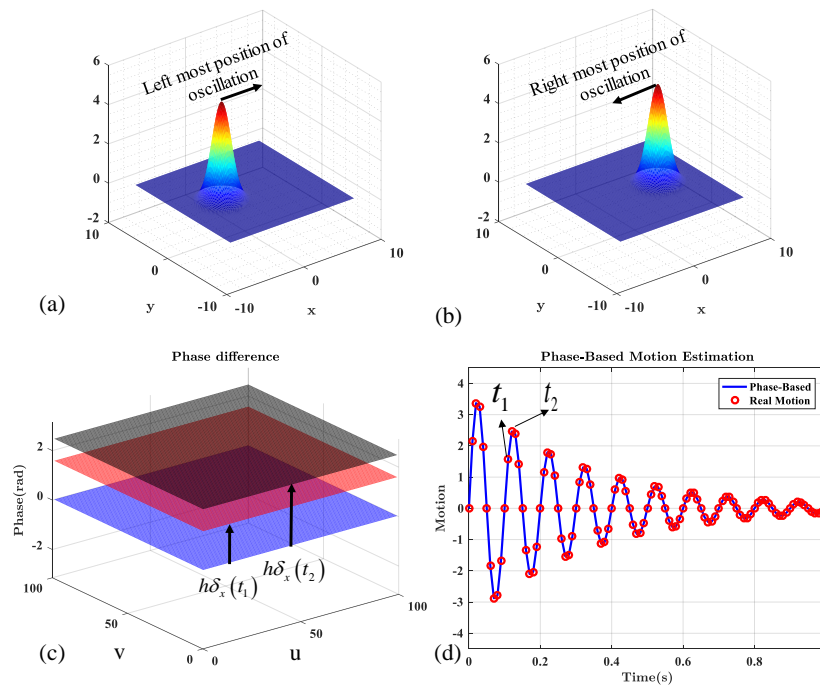 Left most position of
oscillation
6
4
2
0
-2
10
0
-10
-10
0
10
y
x
(a)
Right most position of
oscillation
6
4
2
0
-2
10
0
-10
-10
0
10
y
x
(b)
Phase difference
Phase(rad)
2
0
-2
100
50
0
0
50
100
hδx(t1)
hδx(t2)
v
u
(c)
Phase-Based Motion Estimation
Phase-Based
Real Motion
t1
t2
Motion
4
3
2
1
0
-1
-2
-3
-4
0
0.2
0.4
0.6
0.8
Time(s)
(d)